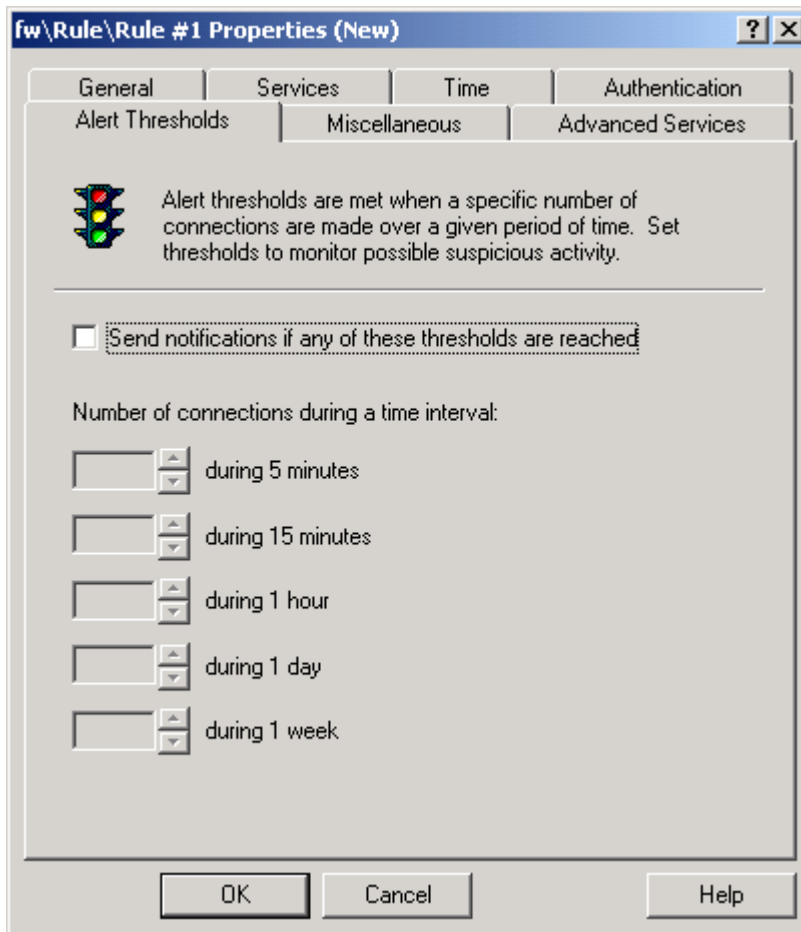 fw\Rule\Rule #1 Properties (New)
General Services Time Authentication
Alert Thresholds Miscellaneous Advanced Services
Alert thresholds are met when a specific number of
connections are made over a given period of time. Set
thresholds to monitor possible suspicious activity.
Send notifications if any of these thresholds are reached
Number of connections during a time interval:
during 5 minutes
during 15 minutes
during 1 hour
during 1 day
during 1 week
OK Cancel Help